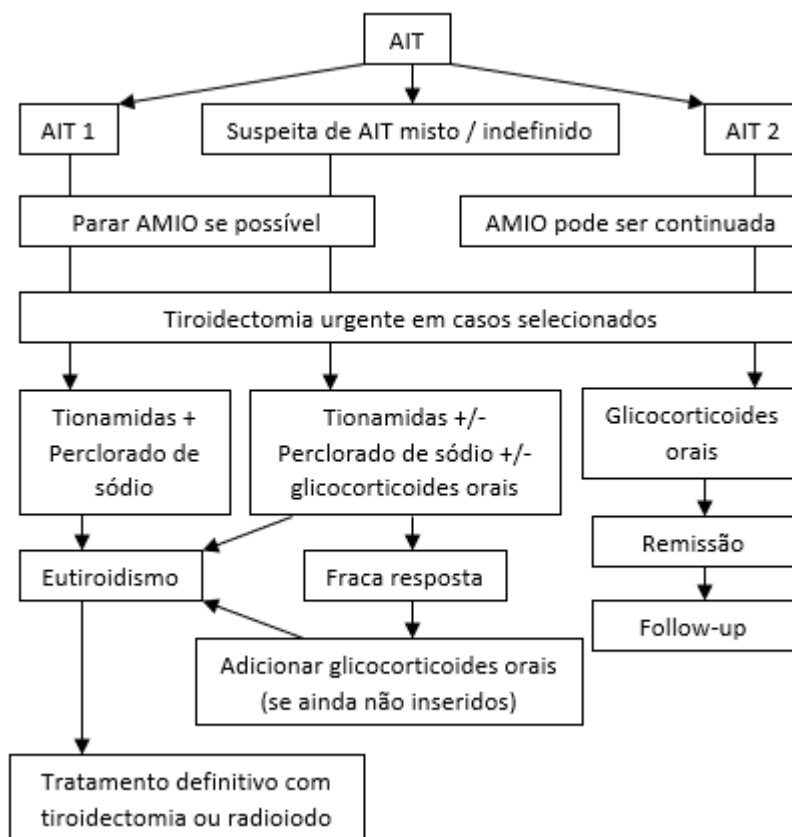 AIT
AIT 1
Suspeita de AIT misto / indefinido
AIT 2
Parar AMIO se possível
AMIO pode ser continuada
Tiroidectomia urgente em casos selecionados
Tionamidas +
Perclorado de
sódio
Tionamidas +/-
Perclorado de sódio +/-
glicocorticoides orais
Glicocorticoides
orais
Eutiroidismo
Fraca resposta
Remissão
Follow-up
Adicionar glicocorticoides orais
(se ainda não inseridos)
Tratamento definitivo com
tiroidectomia ou radioiodo